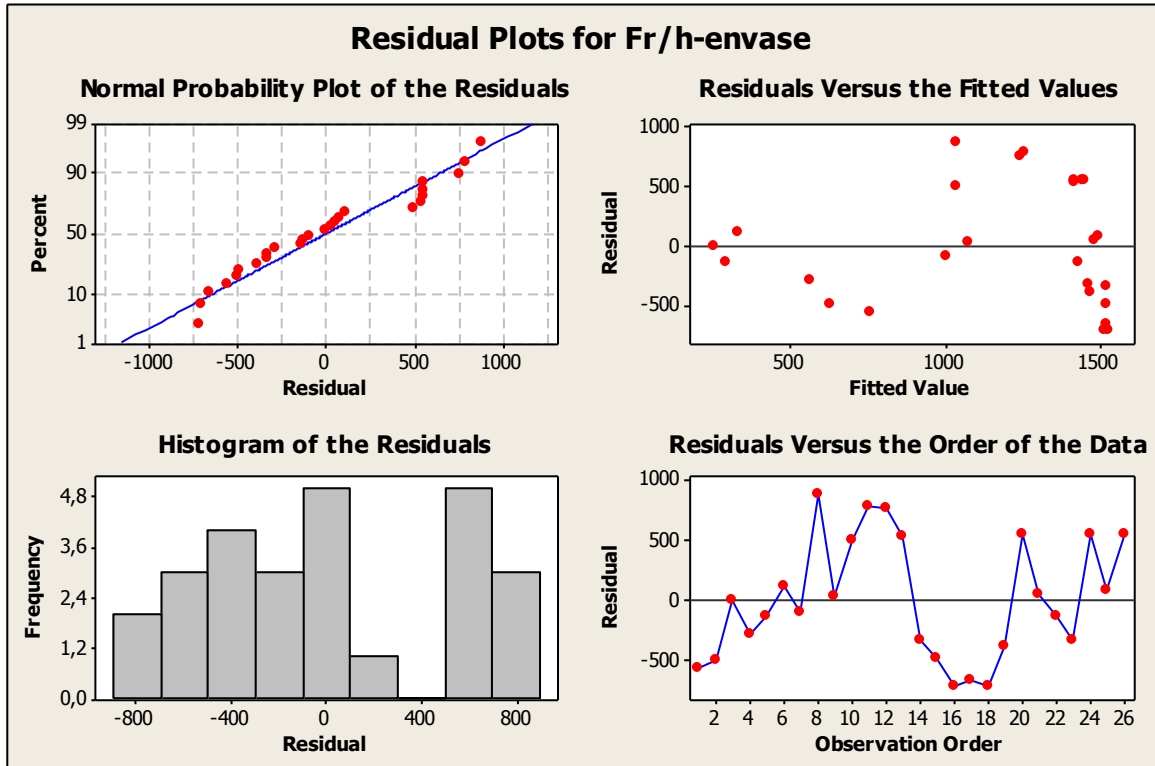 Residual Plots for Fr/h-envase
Normal Probability Plot of the Residuals
99
90
50
10
1
Percent
-1000 -500 0 500 1000
Residual
Residuals Versus the Fitted Values
1000
500
0
-500
Residual
500 1000 1500
Fitted Value
Histogram of the Residuals
4,8
3,6
2,4
1,2
0,0
Frequency
-800 -400 0 400 800
Residual
Residuals Versus the Order of the Data
1000
500
0
-500
Residual
2 4 6 8 10 12 14 16 18 20 22 24 26
Observation Order